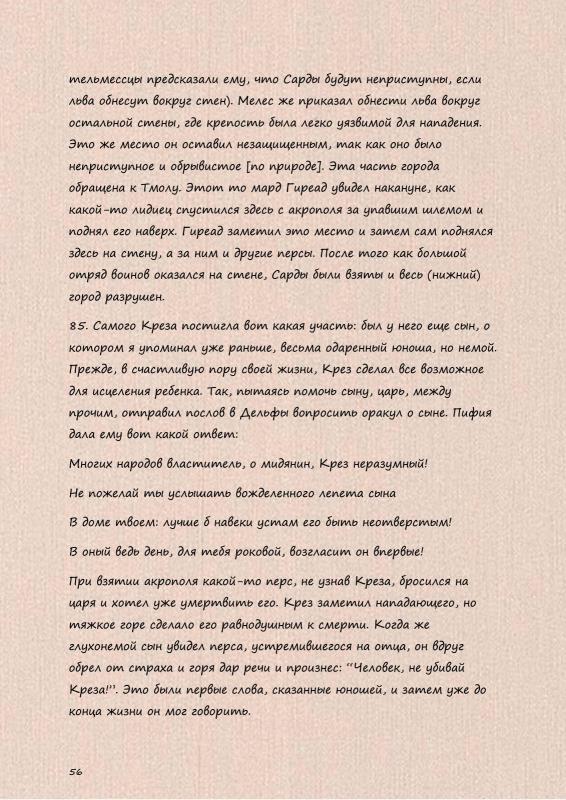 тельмессцы предсказали ему, что Сарды будут неприступны, если
льва обнесут вокруг стен). Мелес же приказал обнести льва вокруг
остальной стены, где крепость была легко уязвимой для нападения.
Это же место он оставил незащищенным, так как оно было
неприступное и обрывистое [по природе]. Эта часть города
обращена к Тмолу. Этот то мард Гиреад увидел накануне, как
какой-то лидиец спустился здесь с акрополя за упавшим шлемом и
поднял его наверх. Гиреад заметил это место и затем сам поднялся
здесь на стену, а за ним и другие персы. После того как большой
отряд воинов оказался на стене, Сарды были взяты и весь (нижний)
город разрушен.
85. Самого Креза постигла вот какая участь: был у него еще сын, о
котором я упоминал уже раньше, весьма одаренный юноша, но немой.
Прежде, в счастливую пору своей жизни, Крез сделал все возможное
для исцеления ребенка. Так, пытаясь помочь сыну, царь, между
прочим, отправил послов в Дельфы вопросить оракул о сыне. Пифия
дала ему вот какой ответ:
Многих народов властитель, о мидянин, Крез неразумный!
Не пожелай ты услышать вожделенного лепета сына
В доме твоем: лучше б навеки устам его быть неотверстым!
В оный ведь день, для тебя роковой, возгласит он впервые!
При взятии акрополя какой-то перс, не узнав Креза, бросился на
царя и хотел уже умертвить его. Крез заметил нападающего, но
тяжкое горе сделало его равнодушным к смерти. Когда же
глухонемой сын увидел перса, устремившегося на отца, он вдруг
обрел от страха и горя дар речи и произнес: “Человек, не убивай
Креза!”. Это были первые слова, сказанные юношей, и затем уже до
конца жизни он мог говорить.
56